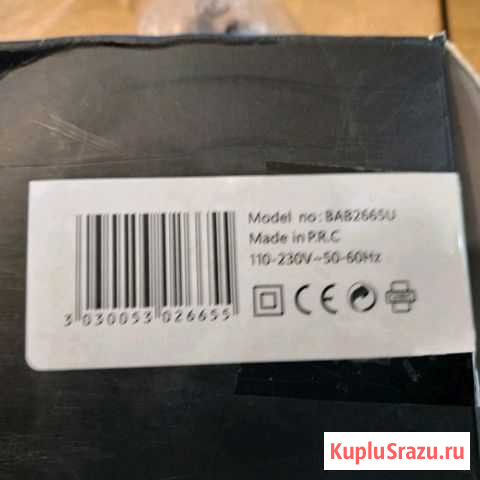 Model no:BAB2665U
Made in P.R.C
110-230V~50-60Hz
3 030053 026655
KupluSrazu.ru